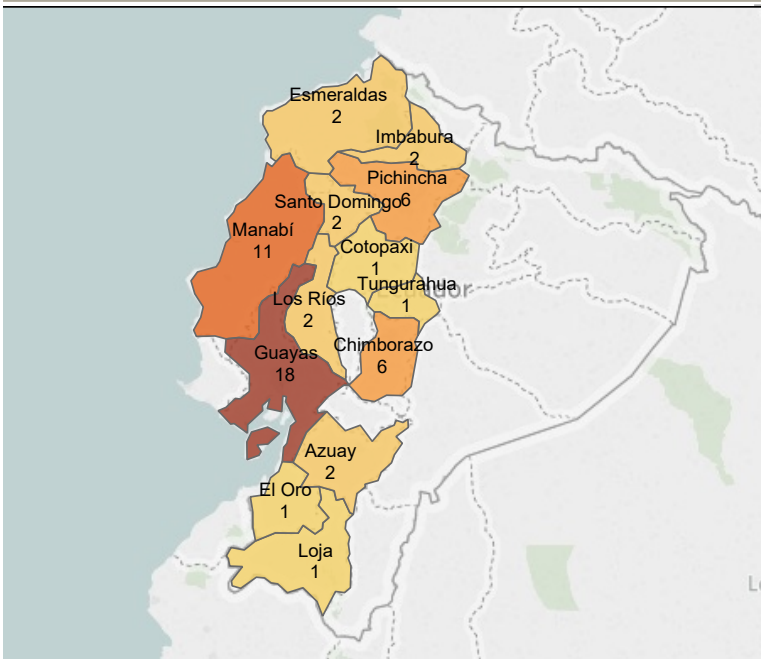 Esmeraldas
2
Imbabura
2
Pichincha
6
Santo Domingo
2
Manabí
11
Cotopaxi
1
Tungurahua
1
Ecuador
Los Ríos
2
Guayas
18
Chimborazo
6
Azuay
2
El Oro
1
Loja
1